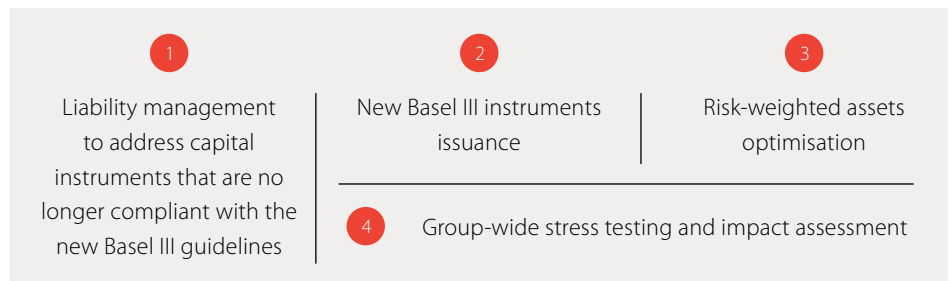 1
Liability management
to address capital
instruments that are no
longer compliant with the
new Basel III guidelines
2
New Basel III instruments
issuance
3
Risk-weighted assets
optimisation
4
Group-wide stress testing and impact assessment